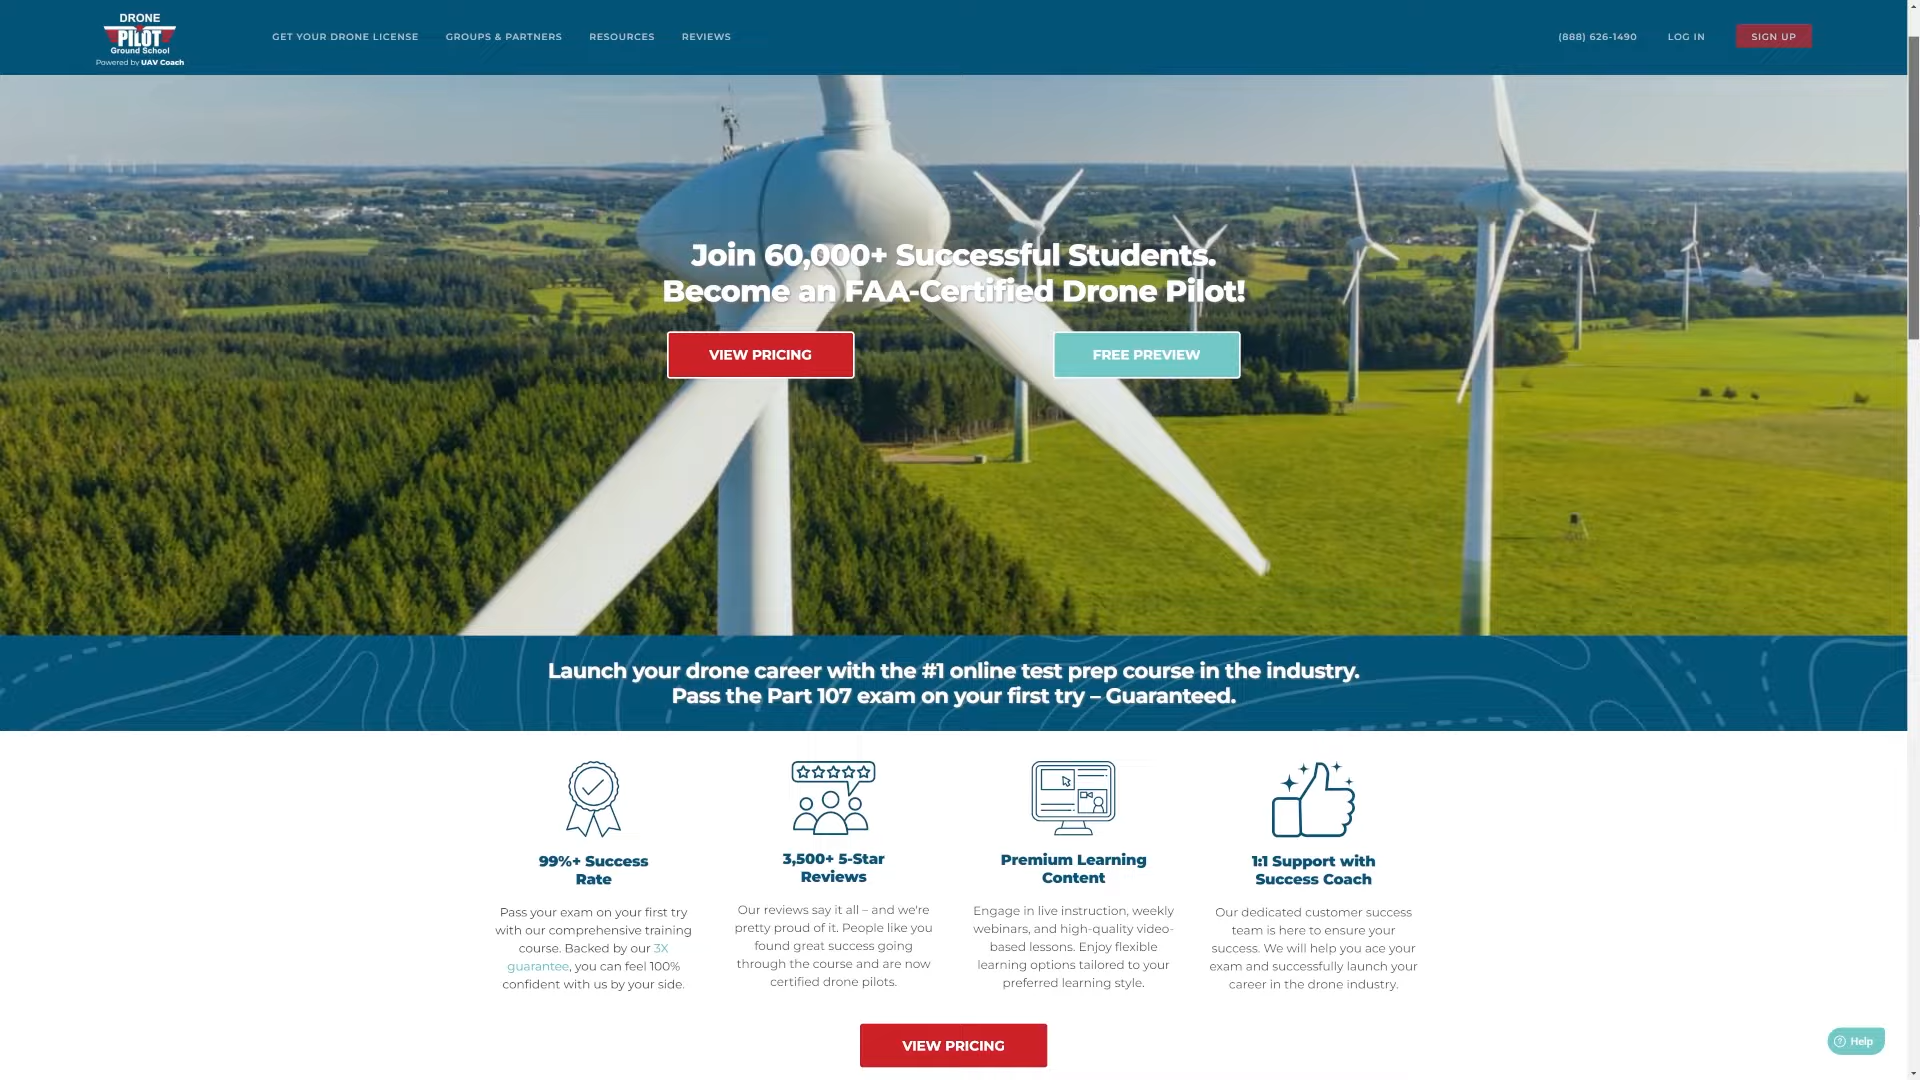 DRONE
PILOT
Ground School
Powered by UAV Coach
GET YOUR DRONE LICENSE
GROUPS & PARTNERS
RESOURCES
REVIEWS
(888) 626-1490
LOG IN
SIGN UP
Join 60,000+ Successful Students.
Become an FAA-Certified Drone Pilot!
VIEW PRICING
FREE PREVIEW
Launch your drone career with the #1 online test prep course in the industry.
Pass the Part 107 exam on your first try – Guaranteed.
99%+ Success
Rate
Pass your exam on your first try
with our comprehensive training
course. Backed by our 3X
guarantee, you can feel 100%
confident with us by your side.
3,500+ 5-Star
Reviews
Our reviews say it all – and we're
pretty proud of it. People like you
found great success going
through the course and are now
certified drone pilots.
Premium Learning
Content
Engage in live instruction, weekly
webinars, and high-quality video-
based lessons. Enjoy flexible
learning options tailored to your
preferred learning style.
1:1 Support with
Success Coach
Our dedicated customer success
team is here to ensure your
success. We will help you ace your
exam and successfully launch your
career in the drone industry.
VIEW PRICING
Help